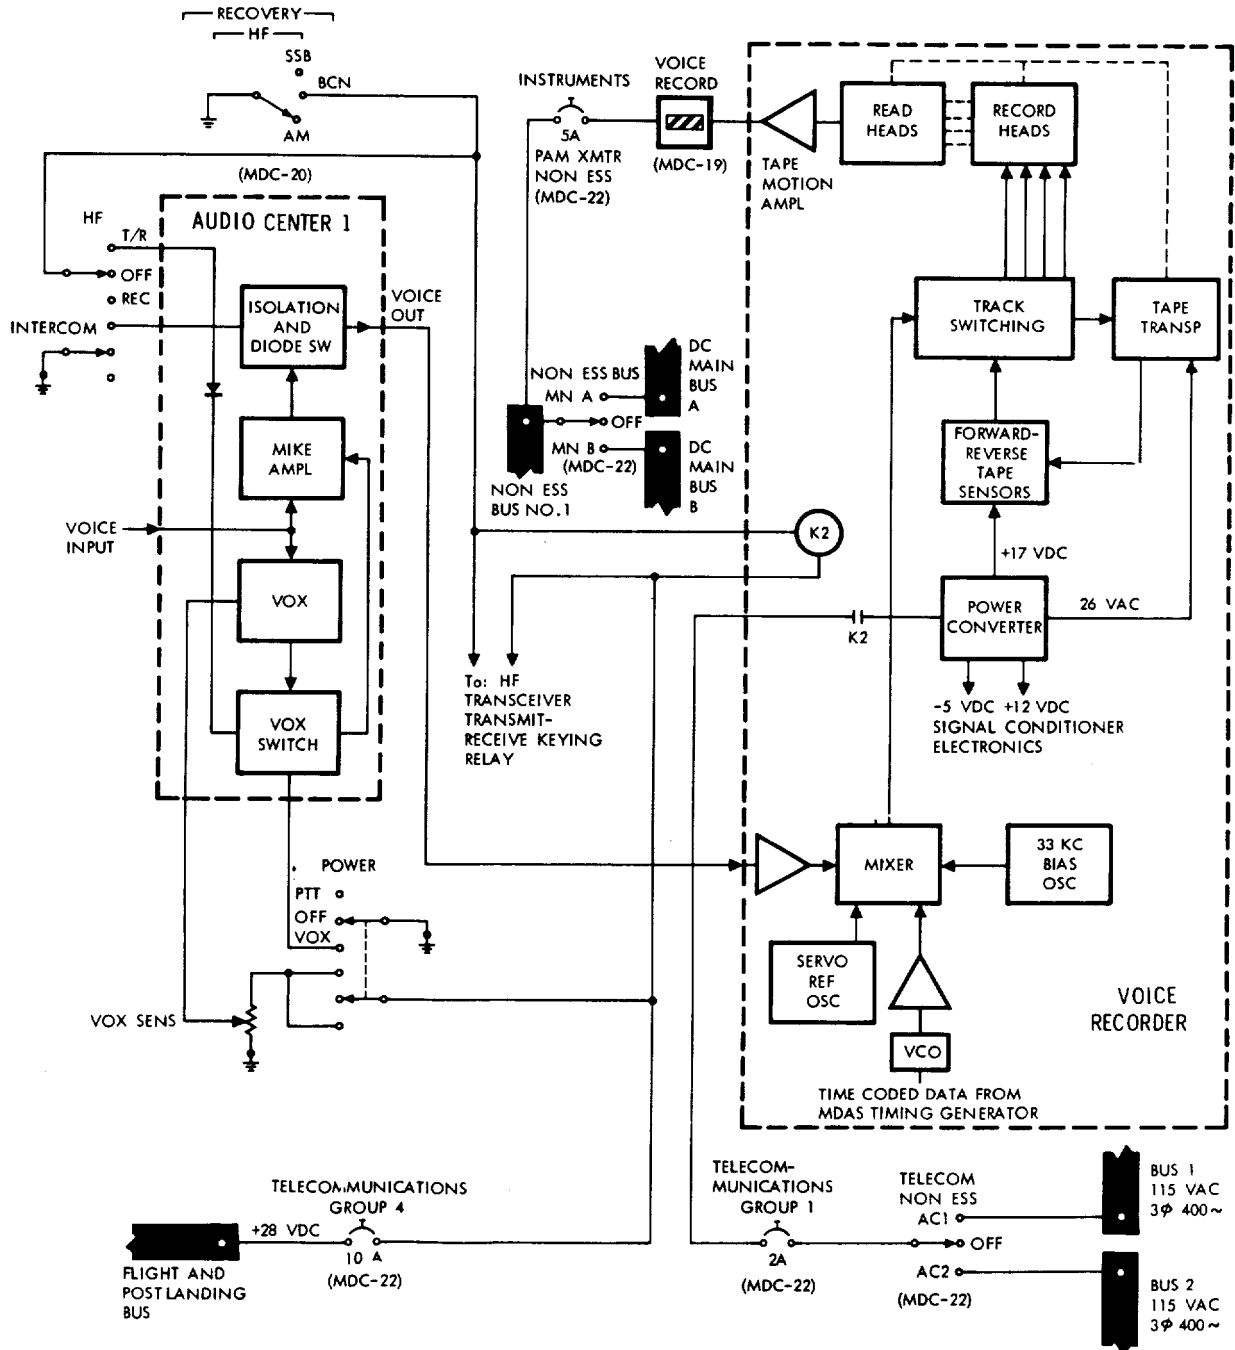 RECOVERY
HF
SSB
BCN
AM
(MDC-20)
HF
T/R
OFF
REC
INTERCOM
AUDIO CENTER 1
ISOLATION
AND
DIODE SW
VOICE
OUT
MIKE
AMPL
VOICE
INPUT
VOX
VOX
SWITCH
POWER
PTT
OFF
VOX
VOX SENS
INSTRUMENTS
5A
PAM XMTR
NON ESS
(MDC-22)
VOICE
RECORD
(MDC-19)
TAPE
MOTION
AMPL
READ
HEADS
RECORD
HEADS
TRACK
SWITCHING
TAPE
TRANSP
NON ESS BUS
MN A
OFF
MN B
(MDC-22)
DC
MAIN
BUS
A
DC
MAIN
BUS
B
NON ESS
BUS NO.1
FORWARD-
REVERSE
TAPE
SENSORS
+17 VDC
K2
K2
POWER
CONVERTER
26 VAC
-5 VDC +12 VDC
SIGNAL CONDITIONER
ELECTRONICS
To: HF
TRANSCEIVER
TRANSMIT-
RECEIVE KEYING
RELAY
MIXER
33 KC
BIAS
OSC
SERVO
REF
OSC
VCO
TIME CODED DATA FROM
MDAS TIMING GENERATOR
VOICE
RECORDER
TELECOMMUNICATIONS
GROUP 4
+28 VDC
10 A
(MDC-22)
FLIGHT AND
POSTLANDING
BUS
TELECOM-
MUNICATIONS
GROUP 1
2A
(MDC-22)
TELECOM
NON ESS
AC1
OFF
AC2
(MDC-22)
BUS 1
115 VAC
3φ 400~
BUS 2
115 VAC
3φ 400~